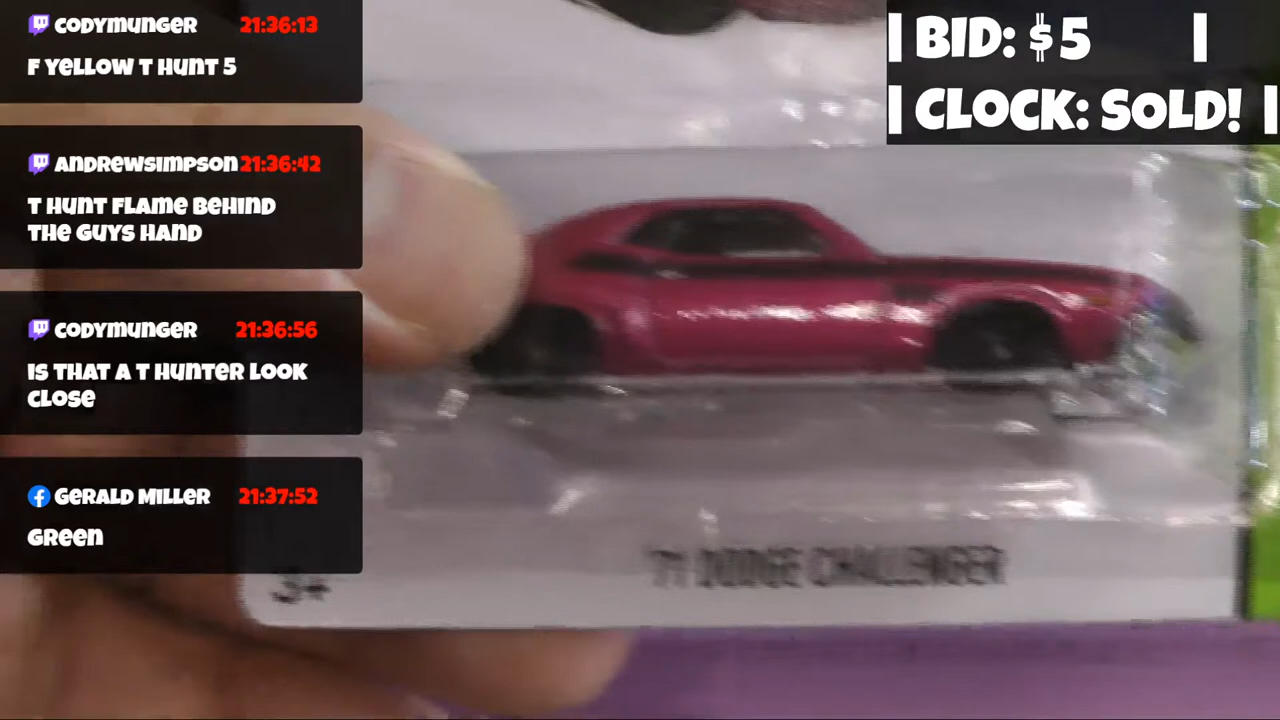 CODYMUNGER 21:36:13
F YELLOW T HUNT 5
ANDREWSIMPSON 21:36:42
T HUNT FLAME BEHIND
THE GUYS HAND
CODYMUNGER 21:36:56
IS THAT A T HUNTER LOOK
CLOSE
GERALD MILLER 21:37:52
GREEN
| BID: $5 |
| CLOCK: SOLD! |
3+
'71 DODGE CHALLENGER